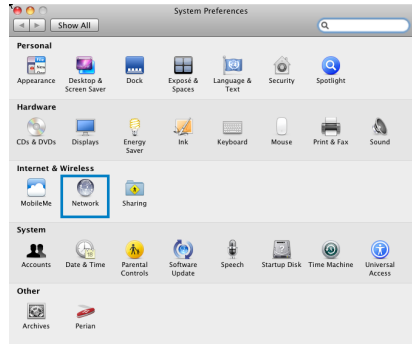 System Preferences
Show All
Personal
Appearance
Desktop & Screen Saver
Dock
Exposé & Spaces
Language & Text
Security
Spotlight
Hardware
CDs & DVDs
Displays
Energy Saver
Ink
Keyboard
Mouse
Print & Fax
Sound
Internet & Wireless
MobileMe
Network
Sharing
System
Accounts
Date & Time
Parental Controls
Software Update
Speech
Startup Disk
Time Machine
Universal Access
Other
Archives
Perian